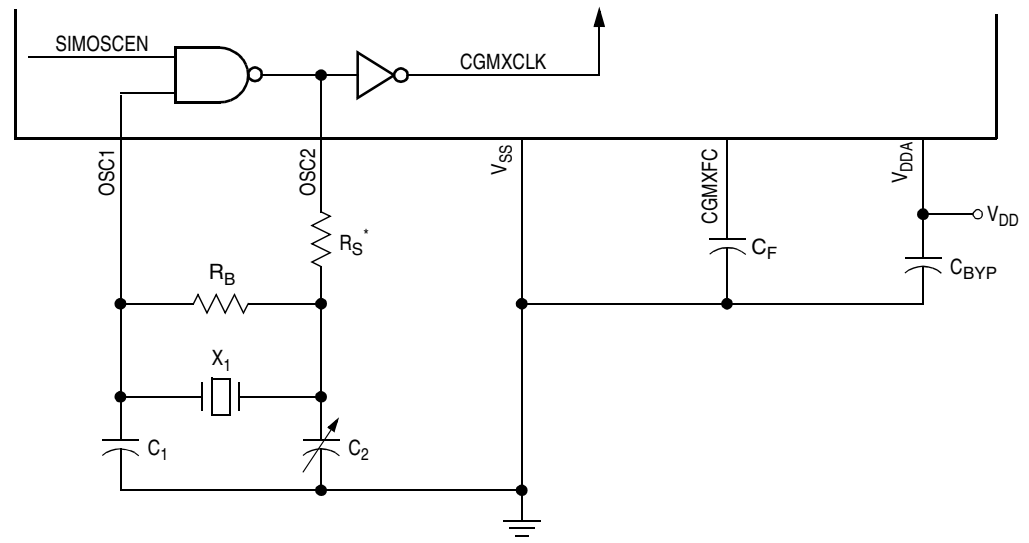 SIMOSCEN
CGMXCLK
OSC1
OSC2
VSS
CGMXFC
VDDA
VDD
RS*
CF
CBYP
RB
X1
C1
C2